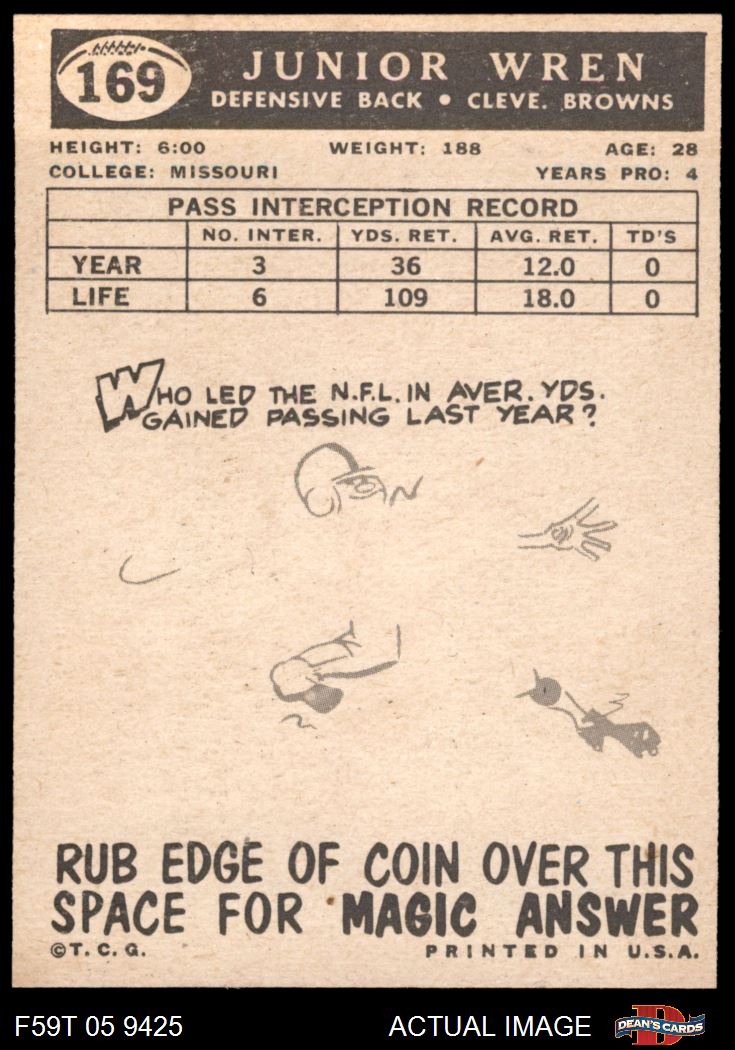 169
JUNIOR WREN
DEFENSIVE BACK • CLEVE. BROWNS
HEIGHT: 6:00 WEIGHT: 188 AGE: 28
COLLEGE: MISSOURI YEARS PRO: 4
PASS INTERCEPTION RECORD
NO. INTER. YDS. RET. AVG. RET. TD'S
YEAR 3 36 12.0 0
LIFE 6 109 18.0 0
WHO LED THE N.F.L. IN AVER. YDS.
GAINED PASSING LAST YEAR?
RUB EDGE OF COIN OVER THIS
SPACE FOR MAGIC ANSWER
©T.C.G. PRINTED IN U.S.A.
F59T 05 9425 ACTUAL IMAGE D DEAN'S CARDS